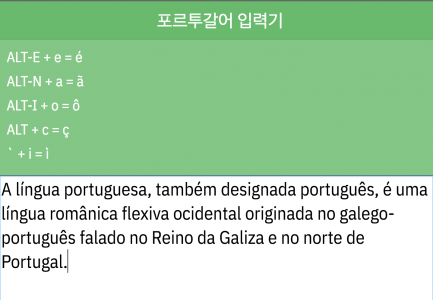 포르투갈어 입력기
ALT-E + e = é
ALT-N + a = ã
ALT-I + o = ô
ALT + c = ç
` + i = ì
A língua portuguesa, também designada português, é uma
língua românica flexiva ocidental originada no galego-
português falado no Reino da Galiza e no norte de
Portugal.